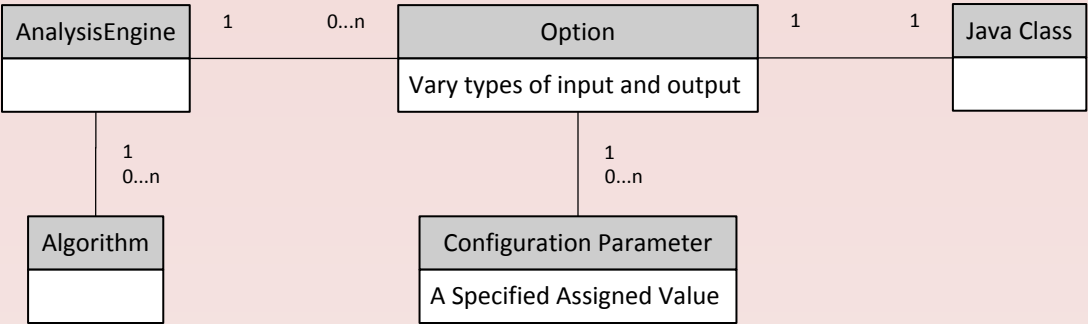 AnalysisEngine
1
0...n
Option
Vary types of input and output
1
1
Java Class
1
0...n
1
0...n
Algorithm
Configuration Parameter
A Specified Assigned Value